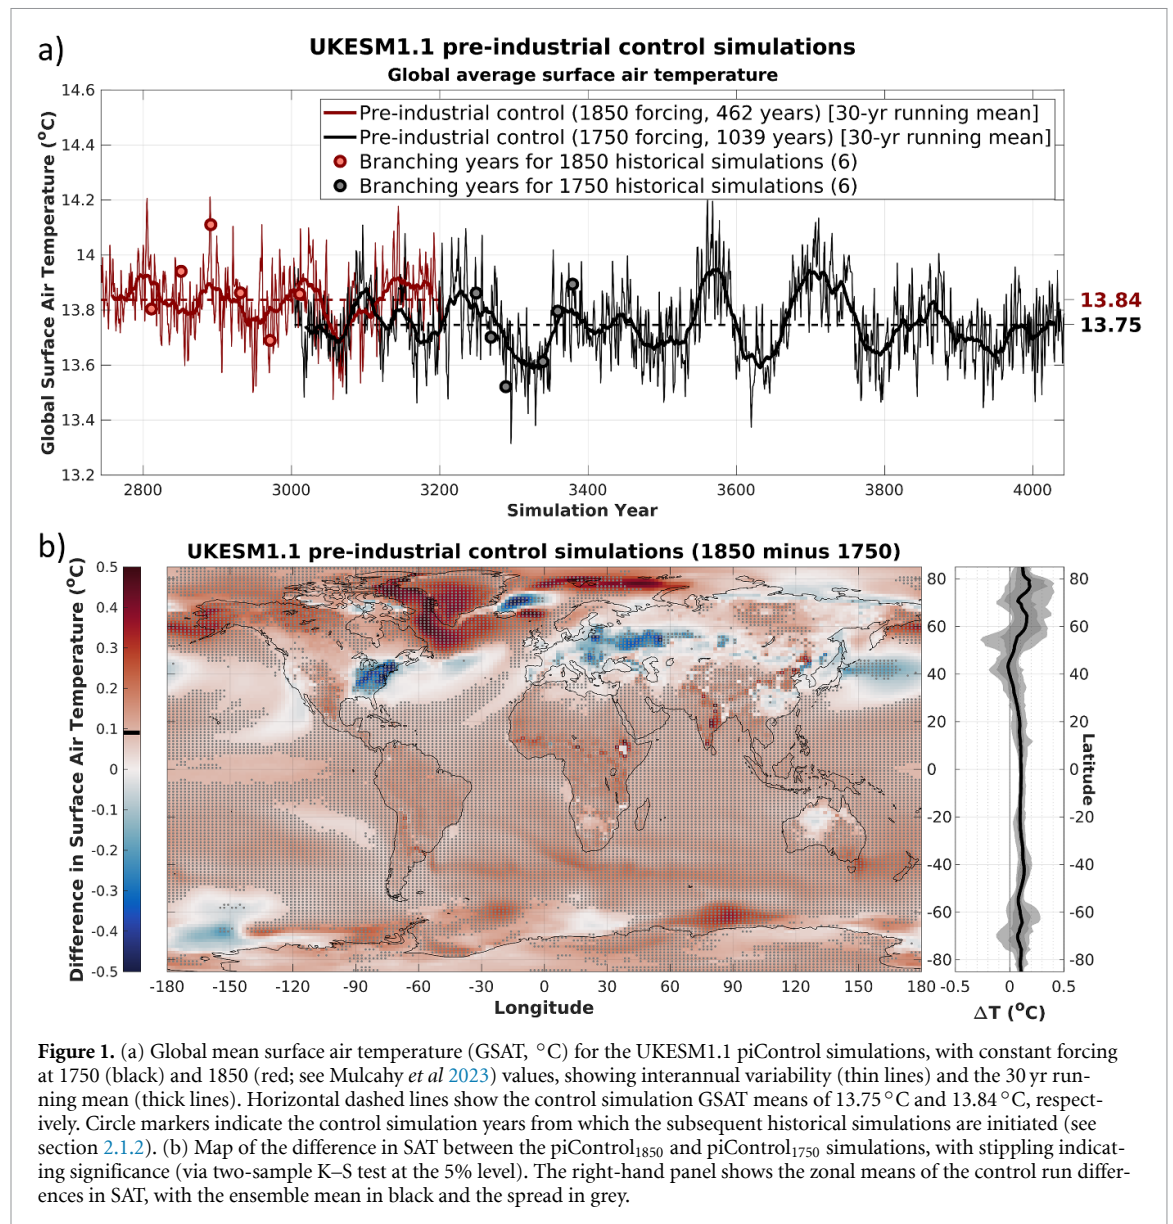 a)
UKESM1.1 pre-industrial control simulations
Global average surface air temperature
Global Surface Air Temperature (°C)
14.6
14.4
14.2
14
13.8
13.6
13.4
13.2
Pre-industrial control (1850 forcing, 462 years) [30-yr running mean]
Pre-industrial control (1750 forcing, 1039 years) [30-yr running mean]
Branching years for 1850 historical simulations (6)
Branching years for 1750 historical simulations (6)
13.84
13.75
2800 3000 3200 3400 3600 3800 4000
Simulation Year
b)
UKESM1.1 pre-industrial control simulations (1850 minus 1750)
Difference in Surface Air Temperature (°C)
0.5
0.4
0.3
0.2
0.1
0
-0.1
-0.2
-0.3
-0.4
-0.5
80
60
40
20
0
-20
-40
-60
-80
-180 -150 -120 -90 -60 -30 0 30 60 90 120 150 180
Longitude
80
60
40
20
0
-20
-40
-60
-80
Latitude
-0.5 0 0.5
ΔT (°C)
Figure 1. (a) Global mean surface air temperature (GSAT, °C) for the UKESM1.1 piControl simulations, with constant forcing
at 1750 (black) and 1850 (red; see Mulcahy et al 2023) values, showing interannual variability (thin lines) and the 30 yr run-
ning mean (thick lines). Horizontal dashed lines show the control simulation GSAT means of 13.75 °C and 13.84 °C, respect-
ively. Circle markers indicate the control simulation years from which the subsequent historical simulations are initiated (see
section 2.1.2). (b) Map of the difference in SAT between the piControl1850 and piControl1750 simulations, with stippling indicat-
ing significance (via two-sample K–S test at the 5% level). The right-hand panel shows the zonal means of the control run differ-
ences in SAT, with the ensemble mean in black and the spread in grey.